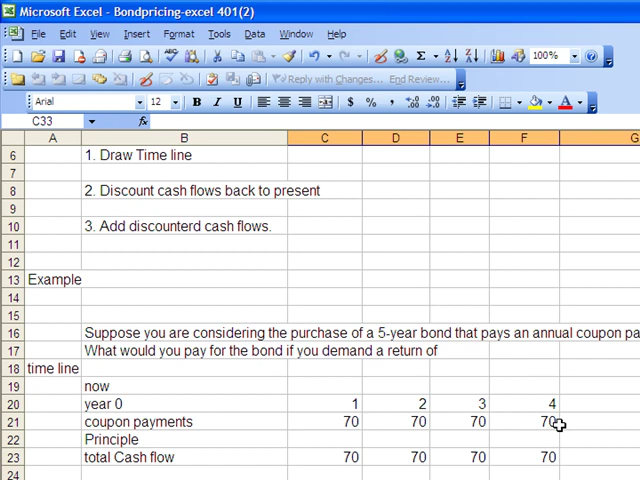 Microsoft Excel - Bondpricing-excel 401(2)
File Edit View Insert Format Tools Data Window Help
Σ 100%
Reply with Changes... End Review...
Arial 12 B I U $ % ,
C33 fx
A B C D E F G
6 1. Draw Time line
7
8 2. Discount cash flows back to present
9
10 3. Add discounterd cash flows.
11
12
13 Example
14
15
16 Suppose you are considering the purchase of a 5-year bond that pays an annual coupon pa
17 What would you pay for the bond if you demand a return of
18 time line
19 now
20 year 0 1 2 3 4
21 coupon payments 70 70 70 70
22 Principle
23 total Cash flow 70 70 70 70
24